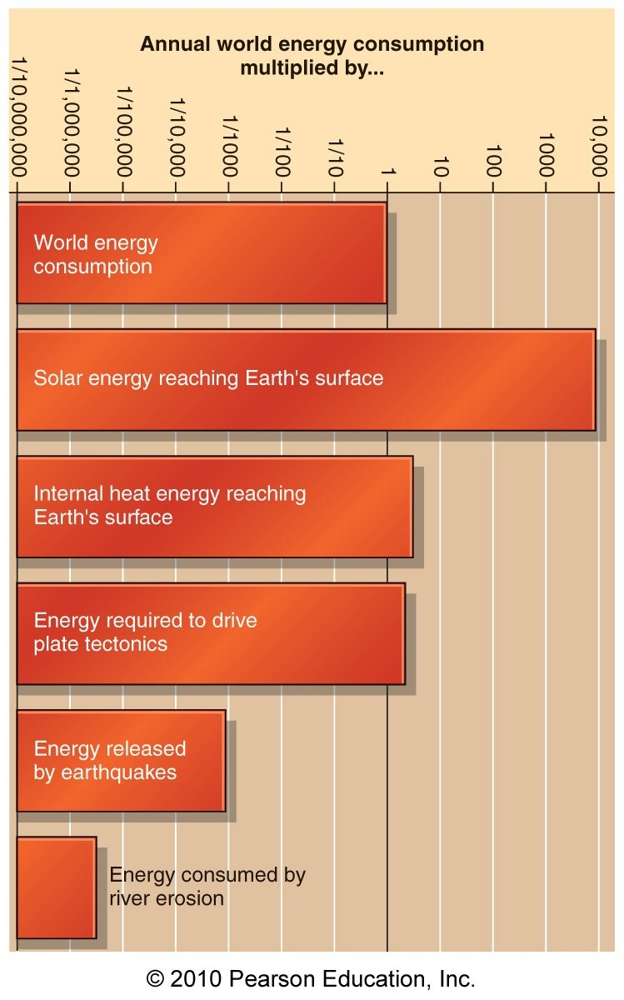 Annual world energy consumption
multiplied by...
1/10,000,000
1/1,000,000
1/100,000
1/10,000
1/1000
1/100
1/10
1
10
100
1000
10,000
World energy
consumption
Solar energy reaching Earth's surface
Internal heat energy reaching
Earth's surface
Energy required to drive
plate tectonics
Energy released
by earthquakes
Energy consumed by
river erosion
© 2010 Pearson Education, Inc.